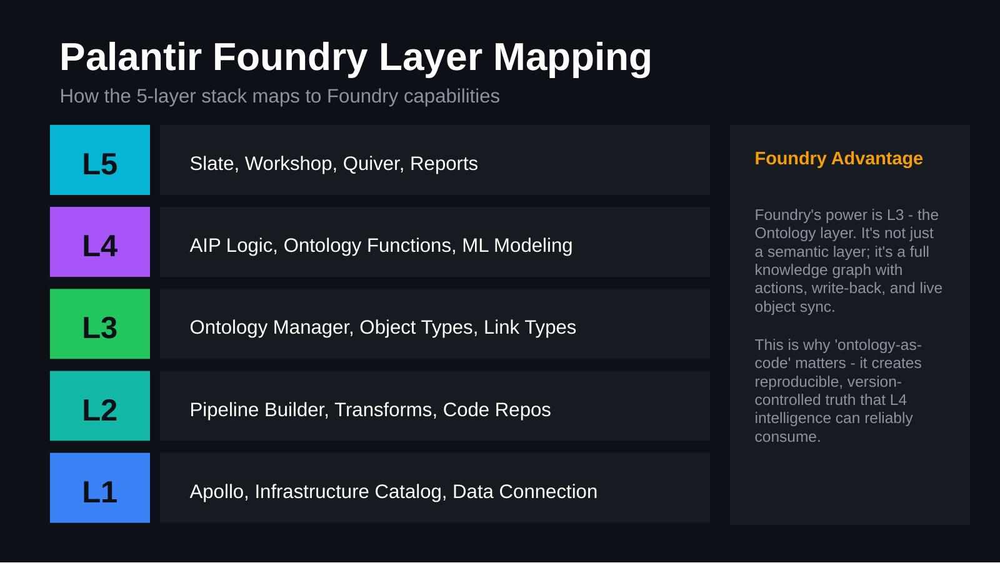 Palantir Foundry Layer Mapping
How the 5-layer stack maps to Foundry capabilities
L5
Slate, Workshop, Quiver, Reports
L4
AIP Logic, Ontology Functions, ML Modeling
L3
Ontology Manager, Object Types, Link Types
L2
Pipeline Builder, Transforms, Code Repos
L1
Apollo, Infrastructure Catalog, Data Connection
Foundry Advantage
Foundry's power is L3 - the
Ontology layer. It's not just
a semantic layer; it's a full
knowledge graph with
actions, write-back, and live
object sync.
This is why 'ontology-as-
code' matters - it creates
reproducible, version-
controlled truth that L4
intelligence can reliably
consume.